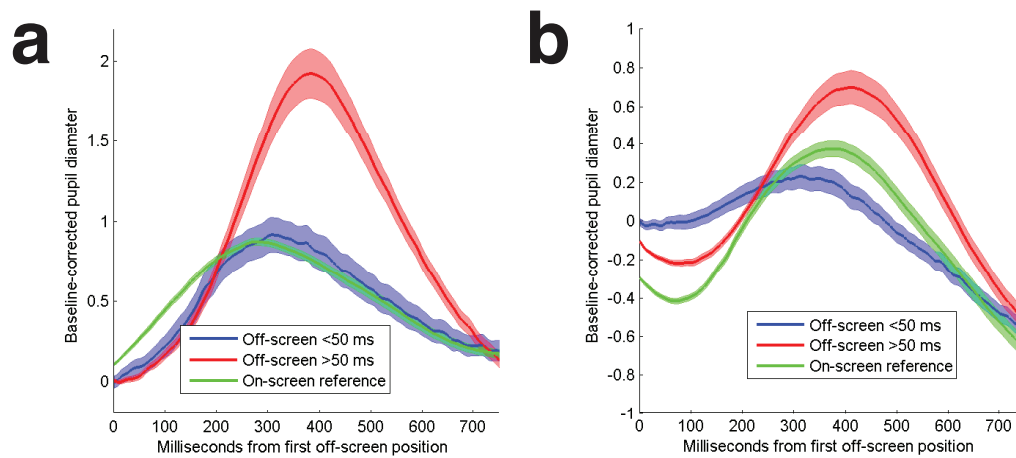 a
Baseline-corrected pupil diameter
2
1.5
1
0.5
0
Off-screen <50 ms
Off-screen >50 ms
On-screen reference
0 100 200 300 400 500 600 700
Milliseconds from first off-screen position
b
Baseline-corrected pupil diameter
1
0.8
0.6
0.4
0.2
0
-0.2
-0.4
-0.6
-0.8
-1
Off-screen <50 ms
Off-screen >50 ms
On-screen reference
0 100 200 300 400 500 600 700
Milliseconds from first off-screen position